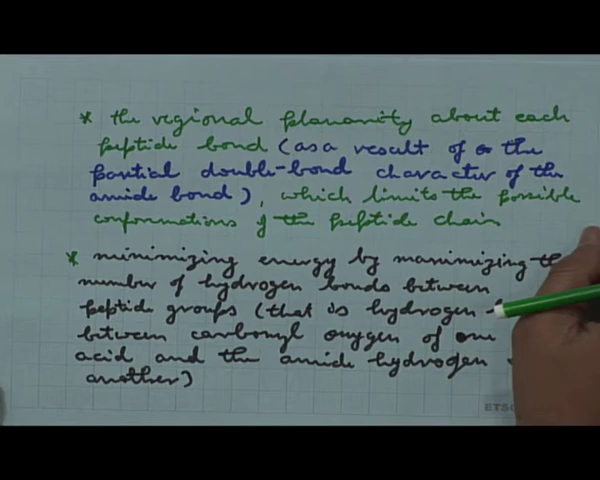 * the regional planarity about each
peptide bond (as a result of the
partial double-bond character of the
amide bond), which limits the possible
conformations of the peptide chain
* minimizing energy by maximizing th
number of hydrogen bonds between
peptide groups (that is hydrogen b
between carbonyl oxygen of one
acid and the amide hydrogen
another)
ETSC